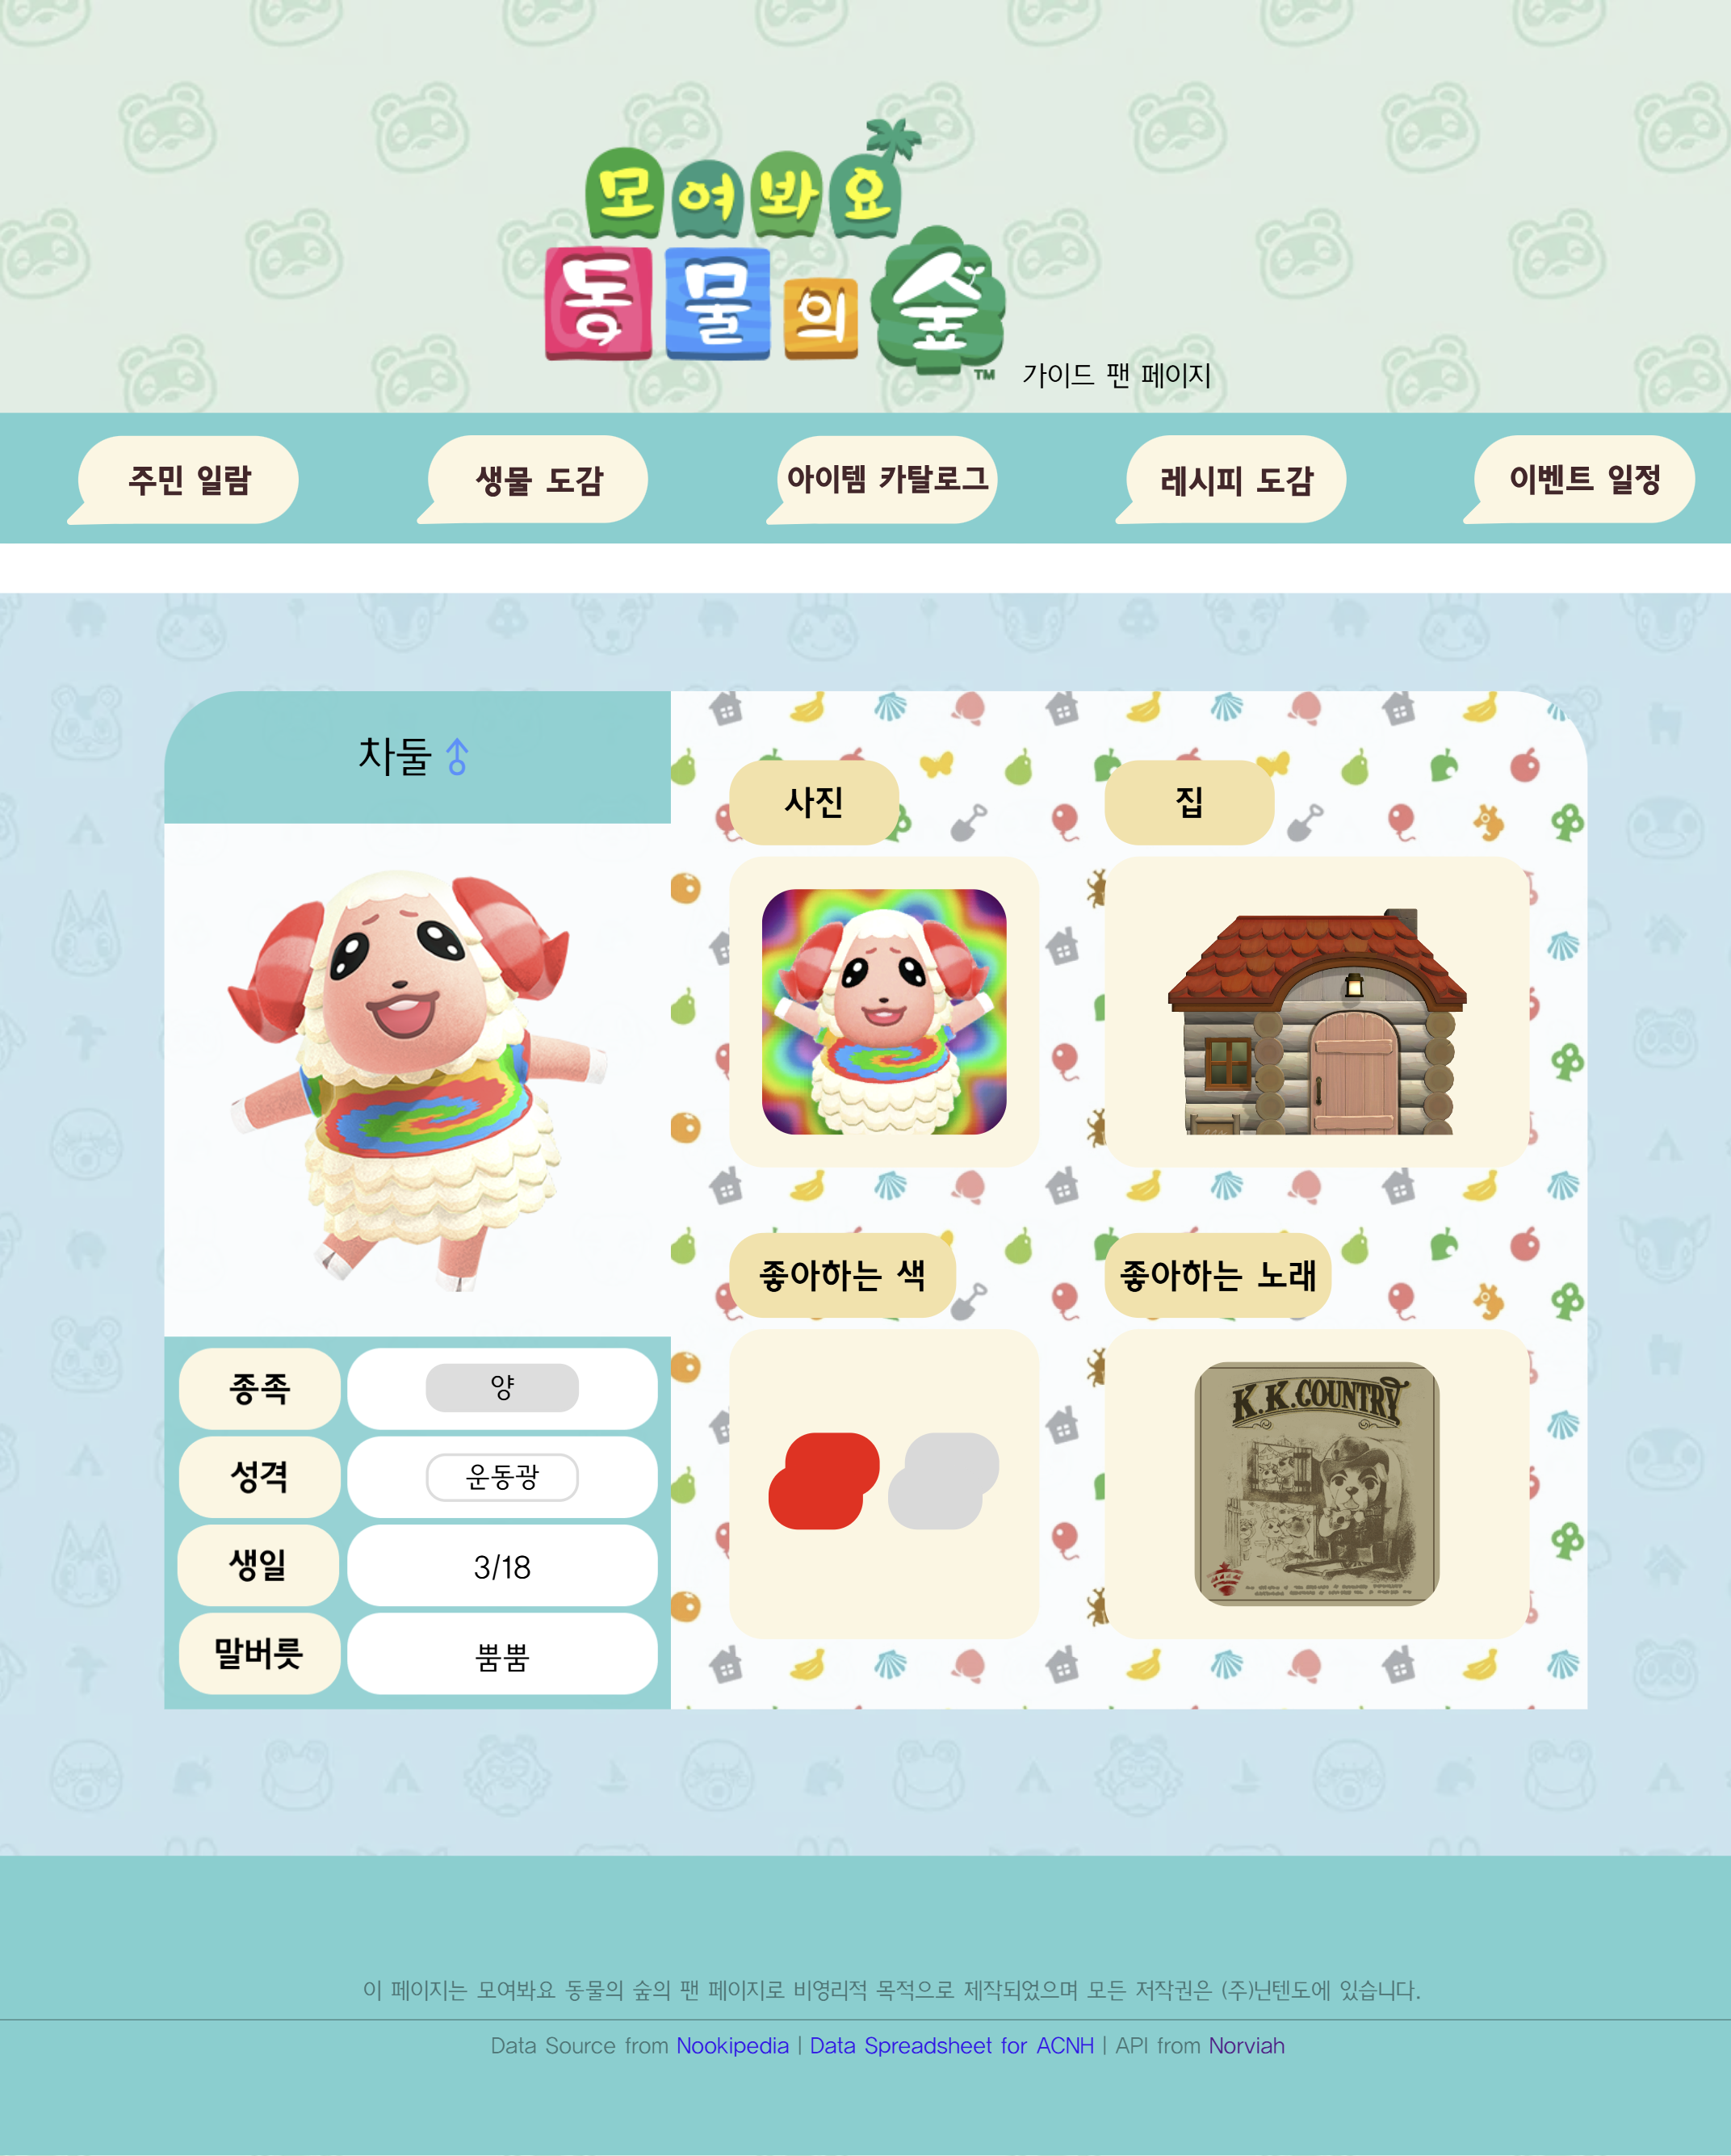 모여봐요
동물의 숲
™
가이드 팬 페이지
주민 일람
생물 도감
아이템 카탈로그
레시피 도감
이벤트 일정
차둘
사진
집
종족
양
성격
운동광
생일
3/18
말버릇
뿜뿜
좋아하는 색
좋아하는 노래
K.K.COUNTRY
이 페이지는 모여봐요 동물의 숲의 팬 페이지로 비영리적 목적으로 제작되었으며 모든 저작권은 (주)닌텐도에 있습니다.
Data Source from Nookipedia | Data Spreadsheet for ACNH | API from Norviah